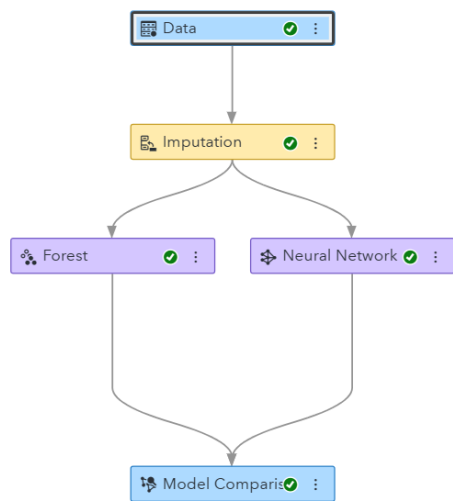 Data
Imputation
Forest
Neural Network
Model Comparis